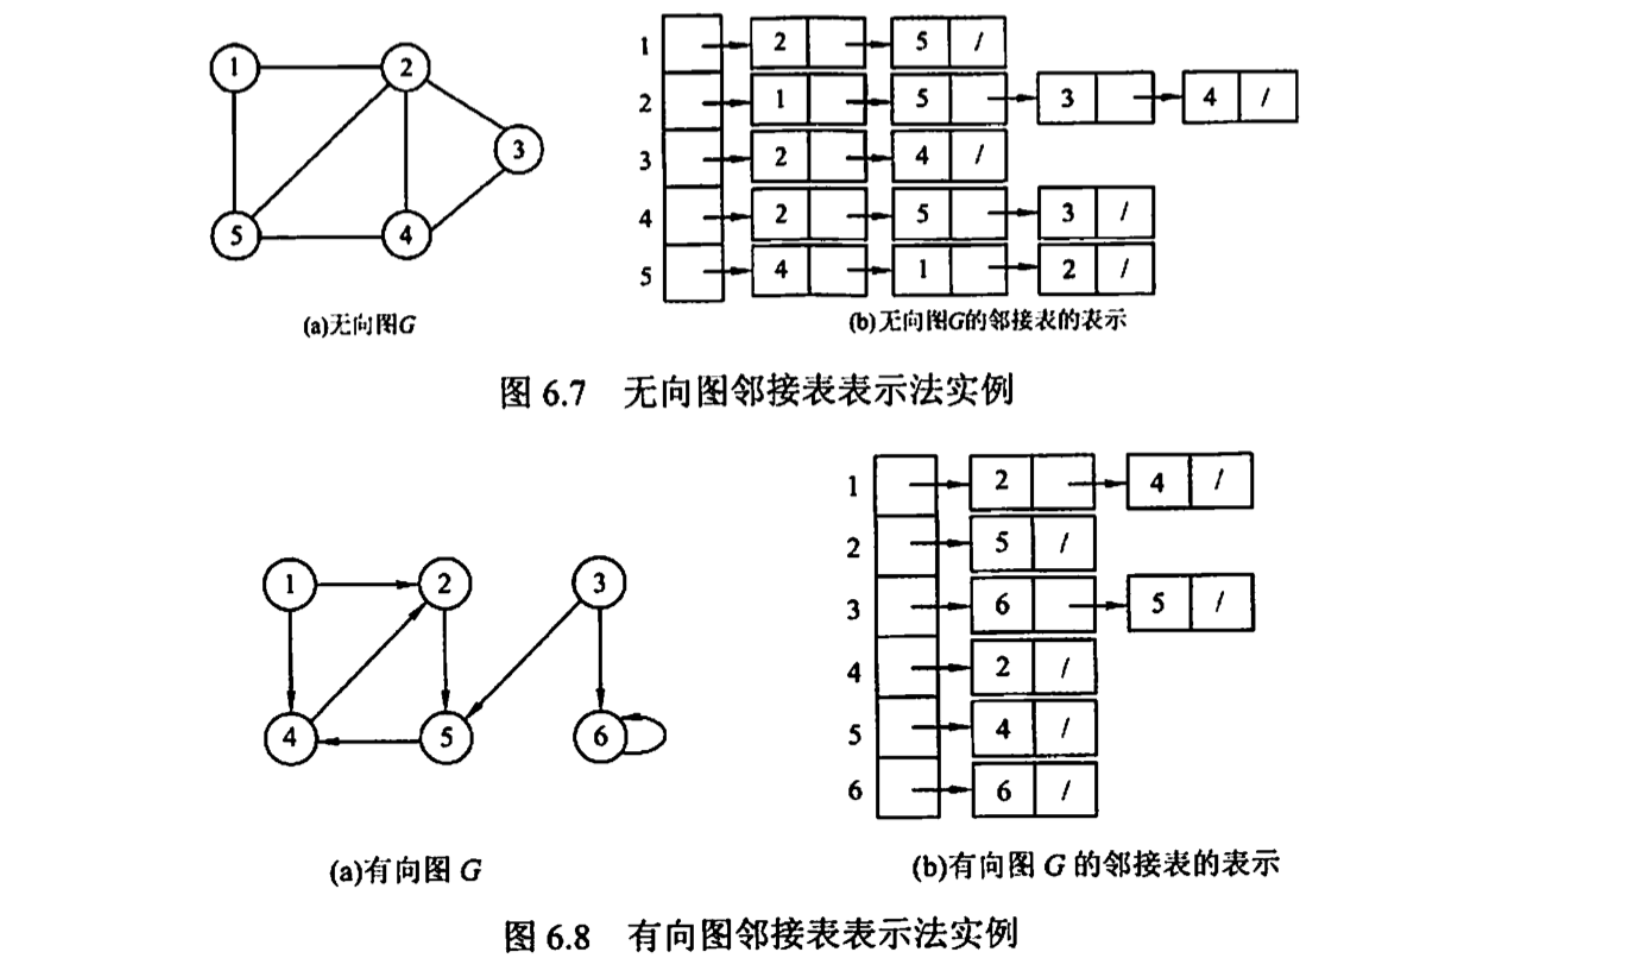 1 2
3
5 4
(a)无向图G
1 2 5 /
2 1 5 3 4 /
3 2 4 /
4 2 5 3 /
5 4 1 2 /
(b)无向图G的邻接表的表示
图 6.7 无向图邻接表表示法实例
1 2 3
4 5 6
(a)有向图 G
1 2 4 /
2 5 /
3 6 5 /
4 2 /
5 4 /
6 6 /
(b)有向图 G 的邻接表的表示
图 6.8 有向图邻接表表示法实例